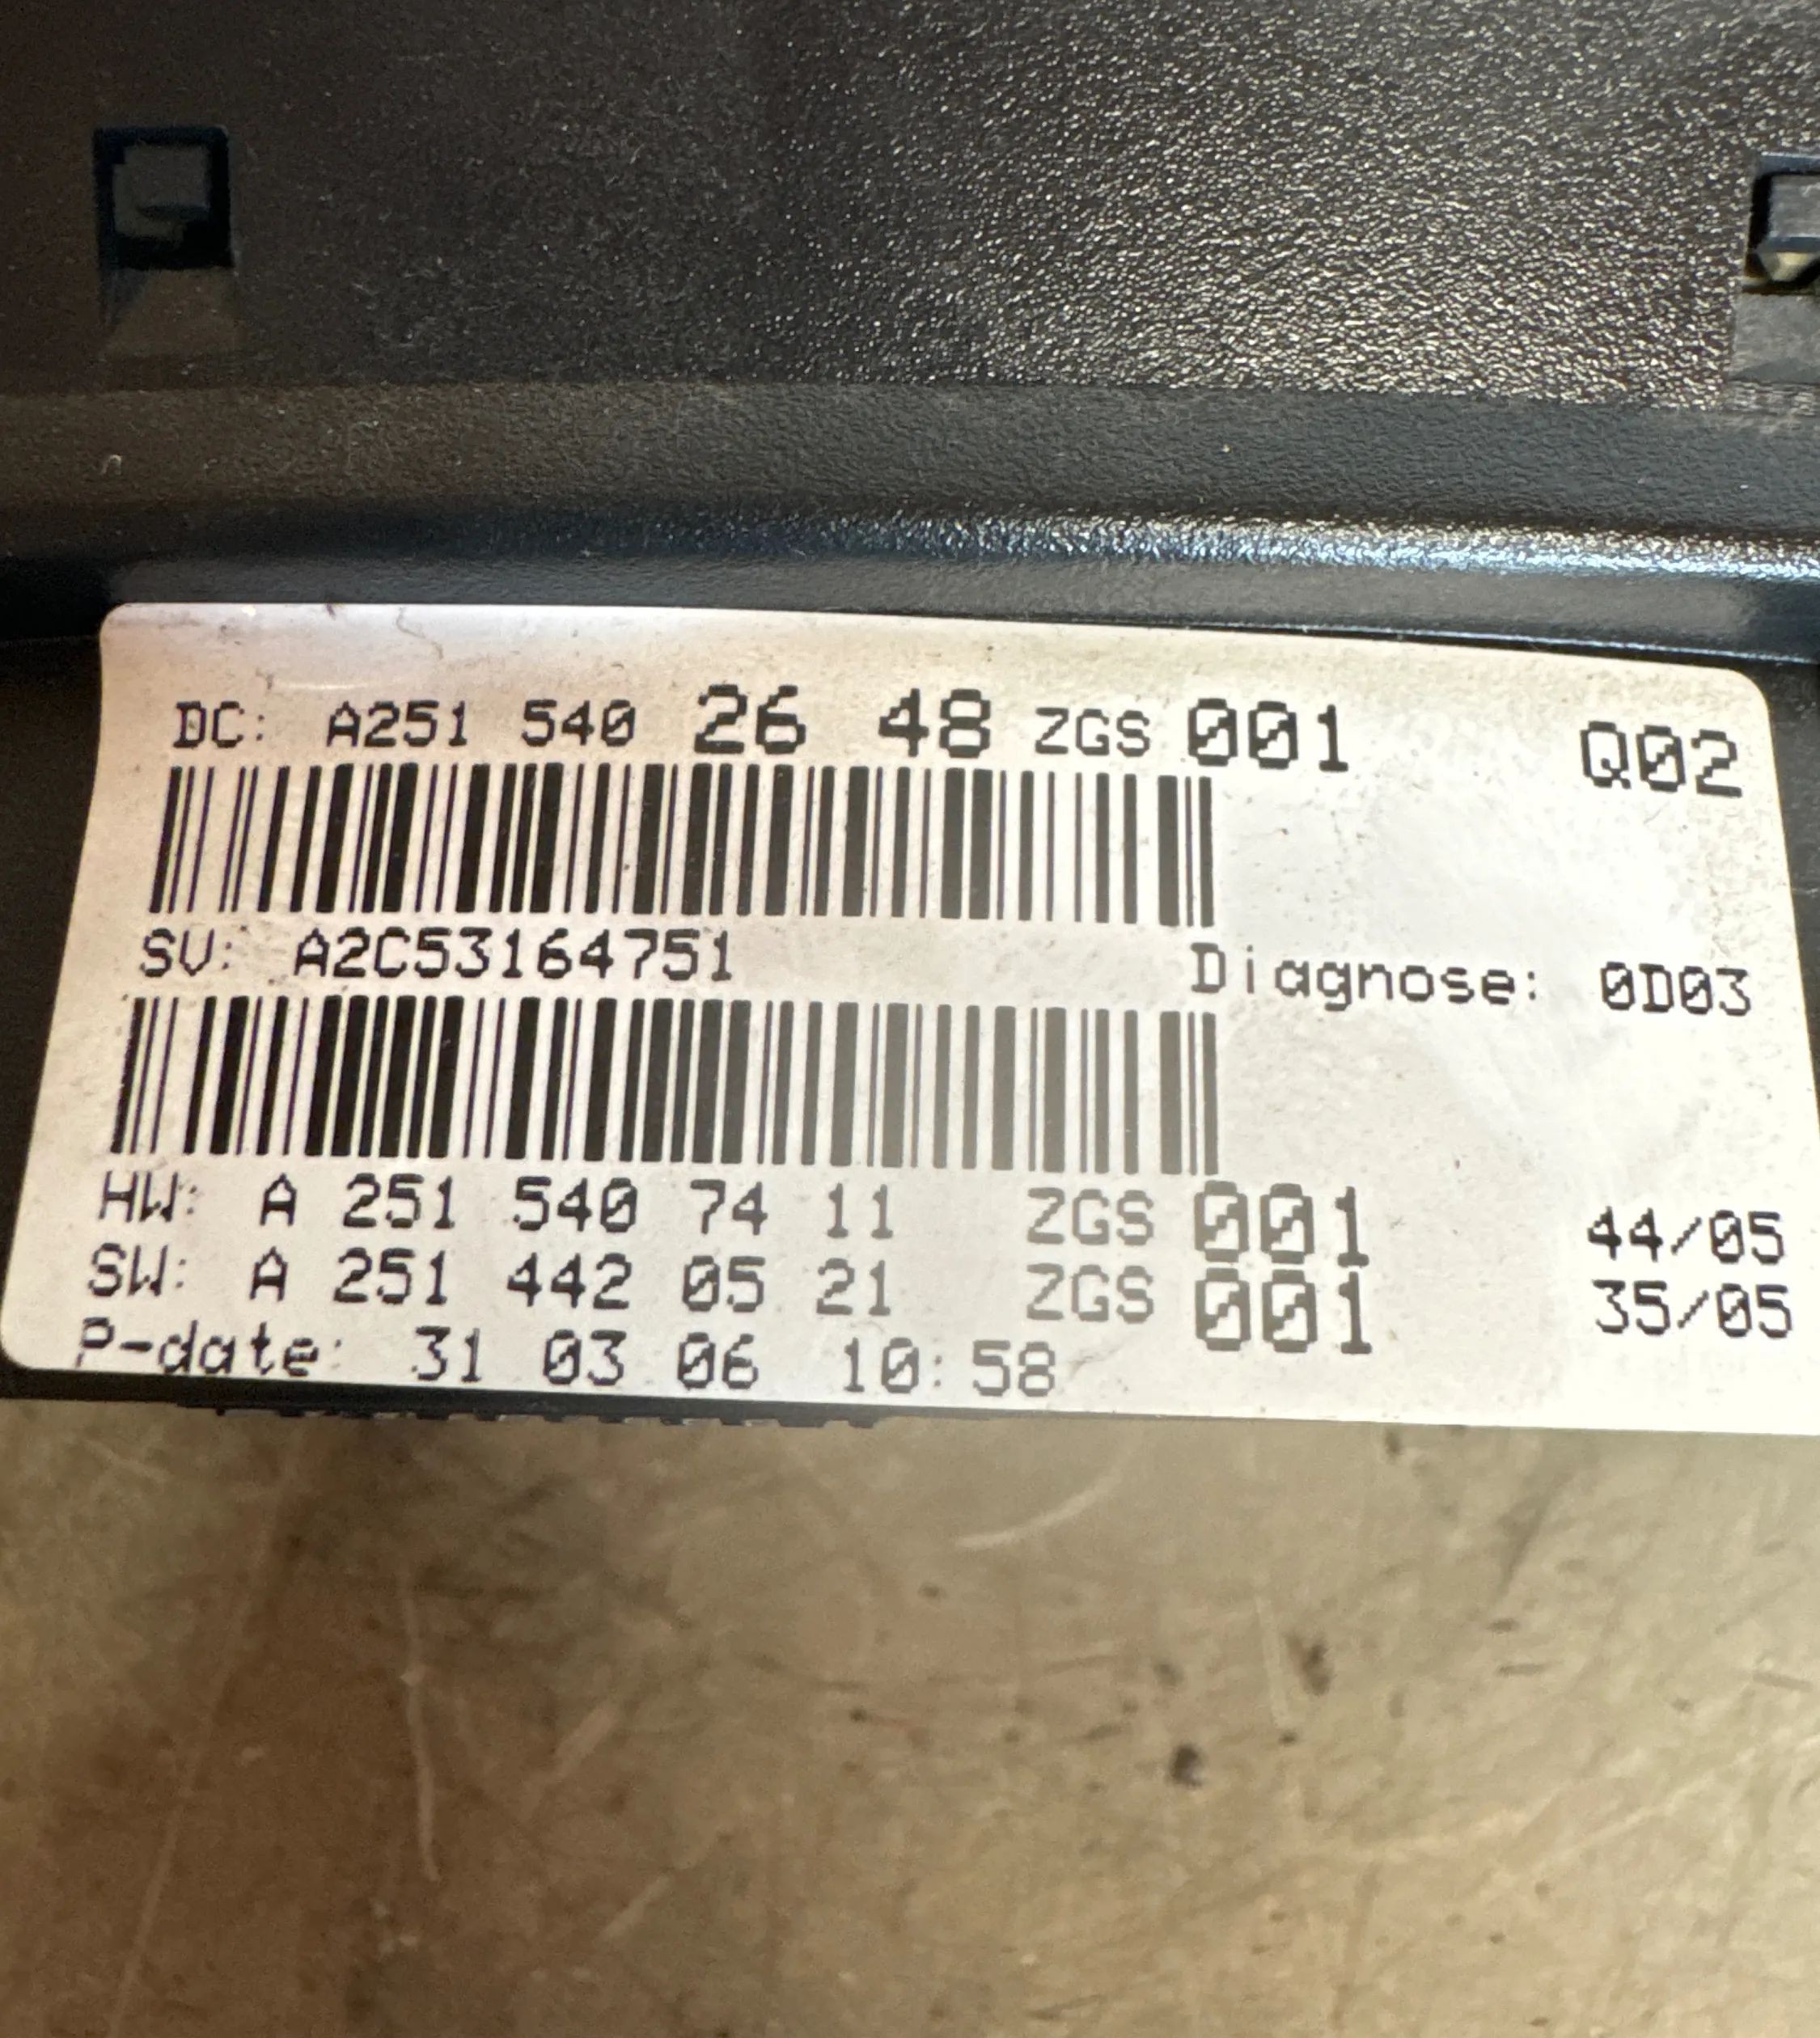 DC: A251 540 26 48 ZGS 001 Q02
SV: A2C53164751 Diagnose: 0D03
HW: A 251 540 74 11 ZGS 001 44/05
SW: A 251 442 05 21 ZGS 001 35/05
P-date: 31 03 06 10:58